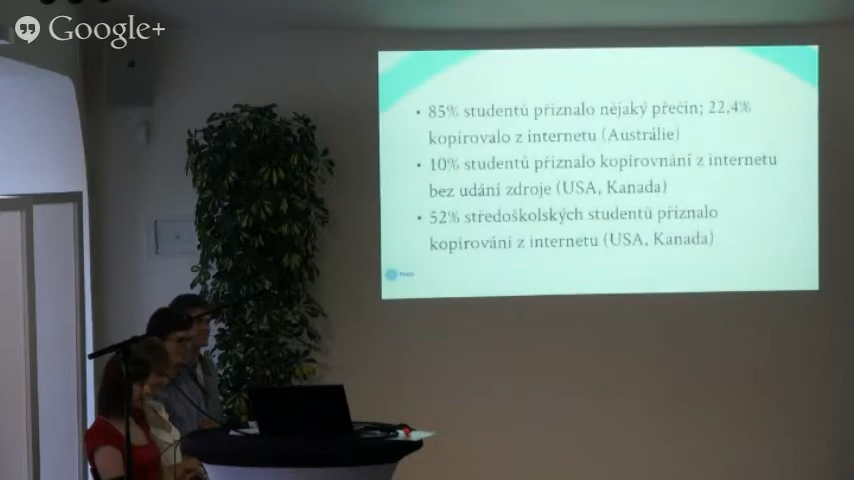 Google+
• 85% studentů přiznalo nějaký přečin; 22,4%
kopírovalo z internetu (Austrálie)
• 10% studentů přiznalo kopírovnání z internetu
bez udání zdroje (USA, Kanada)
• 52% středoškolských studentů přiznalo
kopírování z internetu (USA, Kanada)